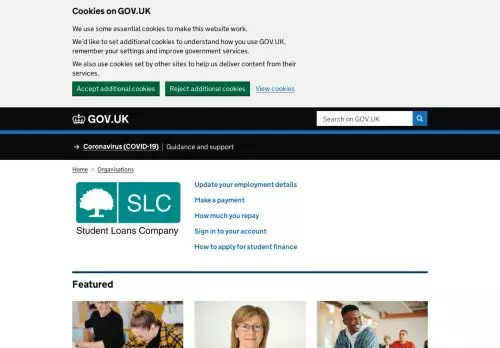 Cookies on GOV.UK
We use some essential cookies to make this website work.
We'd like to set additional cookies to understand how you use GOV.UK,
remember your settings and improve government services.
We also use cookies set by other sites to help us deliver content from their
services.
Accept additional cookies Reject additional cookies View cookies
GOV.UK Search on GOV.UK
→ Coronavirus (COVID-19) | Guidance and support
Home > Organisations
SLC
Student Loans Company
Update your employment details
Make a payment
How much you repay
Sign in to your account
How to apply for student finance
Featured